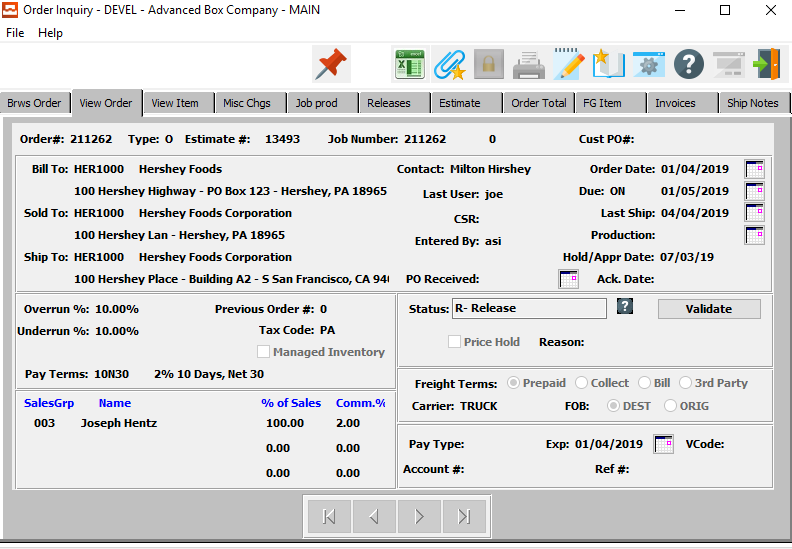 Order Inquiry - DEVEL - Advanced Box Company - MAIN
File Help
Brws Order View Order View Item Misc Chgs Job prod Releases Estimate Order Total FG Item Invoices Ship Notes
Order#: 211262 Type: O Estimate #: 13493 Job Number: 211262 0 Cust PO#:
Bill To: HER1000 Hershey Foods Contact: Milton Hirshey Order Date: 01/04/2019
100 Hershey Highway - PO Box 123 - Hershey, PA 18965 Last User: joe Due: ON 01/05/2019
Sold To: HER1000 Hershey Foods Corporation CSR: Last Ship: 04/04/2019
100 Hershey Lan - Hershey, PA 18965 Entered By: asi Production:
Ship To: HER1000 Hershey Foods Corporation Hold/Appr Date: 07/03/19
100 Hershey Place - Building A2 - S San Francisco, CA 940 PO Received: Ack. Date:
Overrun %: 10.00% Previous Order #: 0 Status: R- Release ? Validate
Underrun %: 10.00% Tax Code: PA
Managed Inventory Price Hold Reason:
Pay Terms: 10N30 2% 10 Days, Net 30
Freight Terms: Prepaid Collect Bill 3rd Party
SalesGrp Name % of Sales Comm.% Carrier: TRUCK FOB: DEST ORIG
003 Joseph Hentz 100.00 2.00
0.00 0.00 Pay Type: Exp: 01/04/2019 VCode:
0.00 0.00 Account #: Ref #: